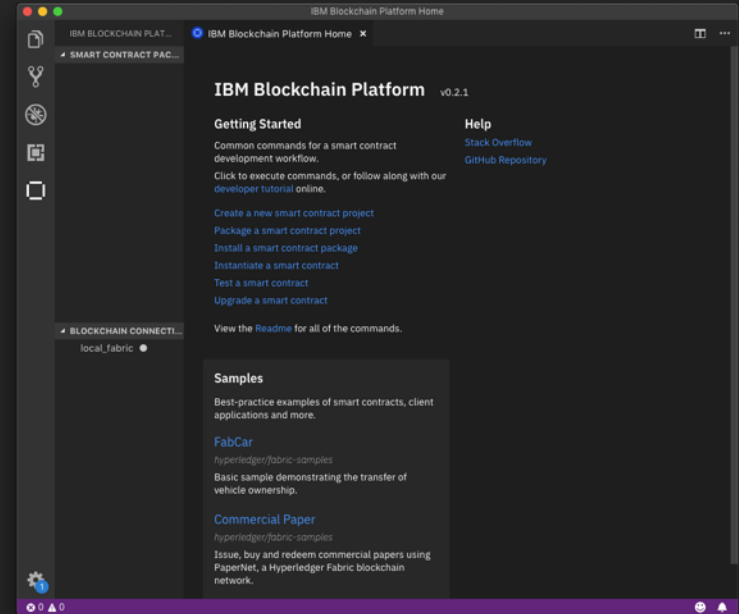 IBM Blockchain Platform Home
IBM BLOCKCHAIN PLAT...
IBM Blockchain Platform Home ×
SMART CONTRACT PAC...
IBM Blockchain Platform v0.2.1
Getting Started
Common commands for a smart contract
development workflow.
Click to execute commands, or follow along with our
developer tutorial online.
Create a new smart contract project
Package a smart contract project
Install a smart contract package
Instantiate a smart contract
Test a smart contract
Upgrade a smart contract
View the Readme for all of the commands.
Help
Stack Overflow
GitHub Repository
BLOCKCHAIN CONNECTI...
local_fabric
Samples
Best-practice examples of smart contracts, client
applications and more.
FabCar
hyperledger/fabric-samples
Basic sample demonstrating the transfer of
vehicle ownership.
Commercial Paper
hyperledger/fabric-samples
Issue, buy and redeem commercial papers using
PaperNet, a Hyperledger Fabric blockchain
network.
1
0 0